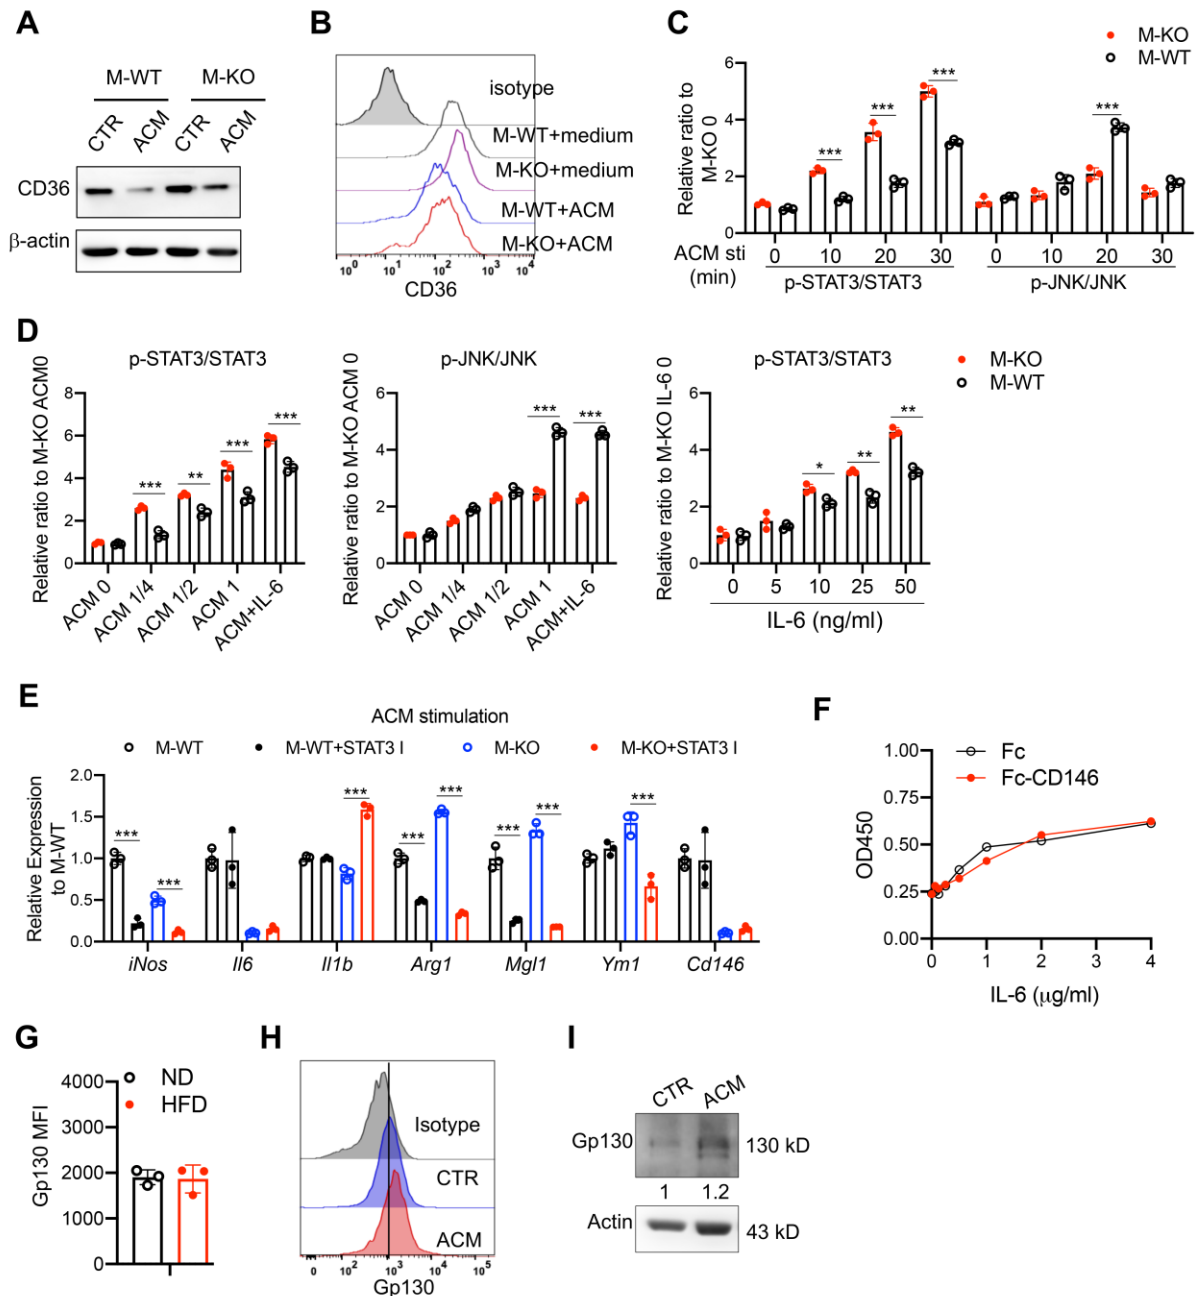 A
M-WT M-KO
CTR ACM CTR ACM
CD36
β-actin
B
isotype
M-WT+medium
M-KO+medium
M-WT+ACM
M-KO+ACM
10⁰ 10¹ 10² 10³ 10⁴
CD36
C
M-KO
M-WT
Relative ratio to
M-KO 0
6
4
2
0
*** *** *** ***
ACM sti
(min)
0 10 20 30 0 10 20 30
p-STAT3/STAT3 p-JNK/JNK
D
p-STAT3/STAT3
Relative ratio to M-KO ACM0
8
6
4
2
0
*** ** *** ***
ACM 0 ACM 1/4 ACM 1/2 ACM 1 ACM+IL-6
p-JNK/JNK
Relative ratio to M-KO ACM 0
6
4
2
0
*** ***
ACM 0 ACM 1/4 ACM 1/2 ACM 1 ACM+IL-6
p-STAT3/STAT3
M-KO
M-WT
Relative ratio to M-KO IL-6 0
6
4
2
0
* ** **
0 5 10 25 50
IL-6 (ng/ml)
E
ACM stimulation
M-WT M-WT+STAT3 I M-KO M-KO+STAT3 I
Relative Expression
to M-WT
2.0
1.5
1.0
0.5
0.0
*** *** *** *** *** *** *** ***
iNos Il6 Il1b Arg1 Mgl1 Ym1 Cd146
F
Fc
Fc-CD146
OD450
1.00
0.75
0.50
0.25
0.00
0 1 2 3 4
IL-6 (μg/ml)
G
ND
HFD
Gp130 MFI
4000
3000
2000
1000
0
H
Isotype
CTR
ACM
0 10² 10³ 10⁴ 10⁵
Gp130
I
CTR ACM
Gp130 130 kD
1 1.2
Actin 43 kD